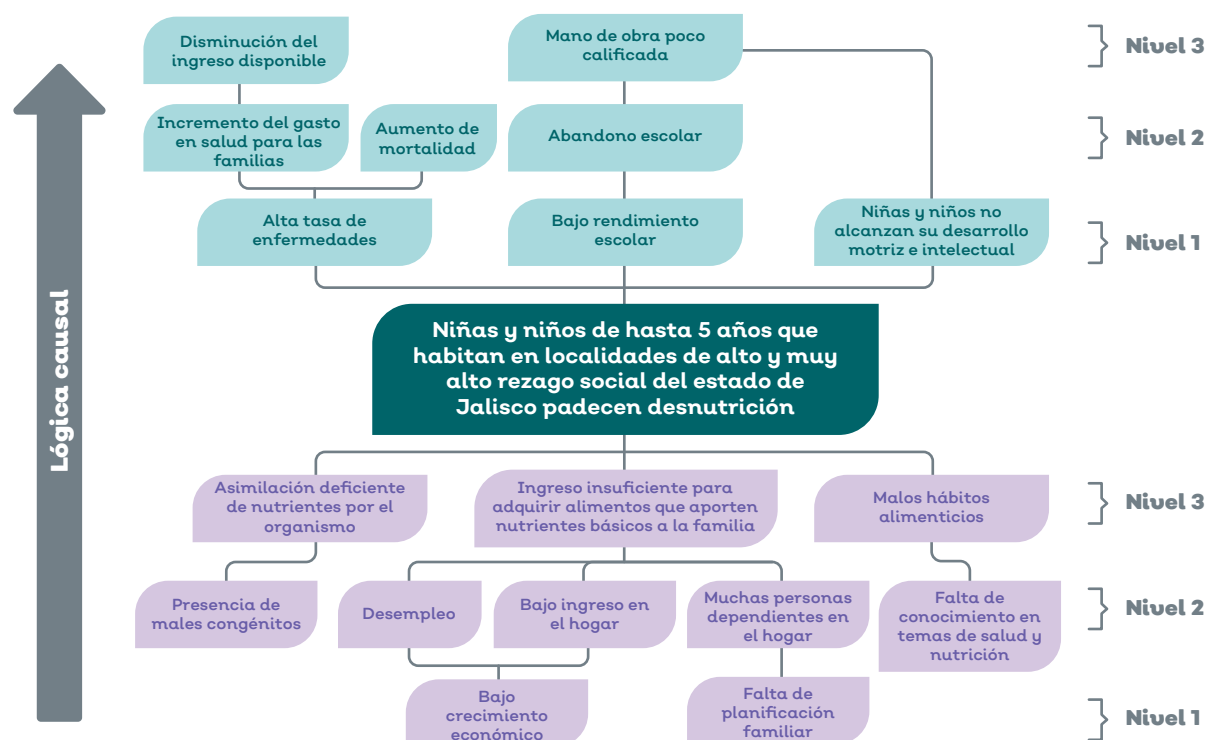 Disminución del
ingreso disponible
Mano de obra poco
calificada
Nivel 3
Incremento del gasto
en salud para las
familias
Aumento de
mortalidad
Abandono escolar
Nivel 2
Alta tasa de
enfermedades
Bajo rendimiento
escolar
Niñas y niños no
alcanzan su desarrollo
motriz e intelectual
Nivel 1
Lógica causal
Niñas y niños de hasta 5 años que
habitan en localidades de alto y muy
alto rezago social del estado de
Jalisco padecen desnutrición
Asimilación deficiente
de nutrientes por el
organismo
Ingreso insuficiente para
adquirir alimentos que aporten
nutrientes básicos a la familia
Malos hábitos
alimenticios
Nivel 3
Presencia de
males congénitos
Desempleo
Bajo ingreso en
el hogar
Muchas personas
dependientes en
el hogar
Falta de
conocimiento en
temas de salud y
nutrición
Nivel 2
Bajo
crecimiento
económico
Falta de
planificación
familiar
Nivel 1